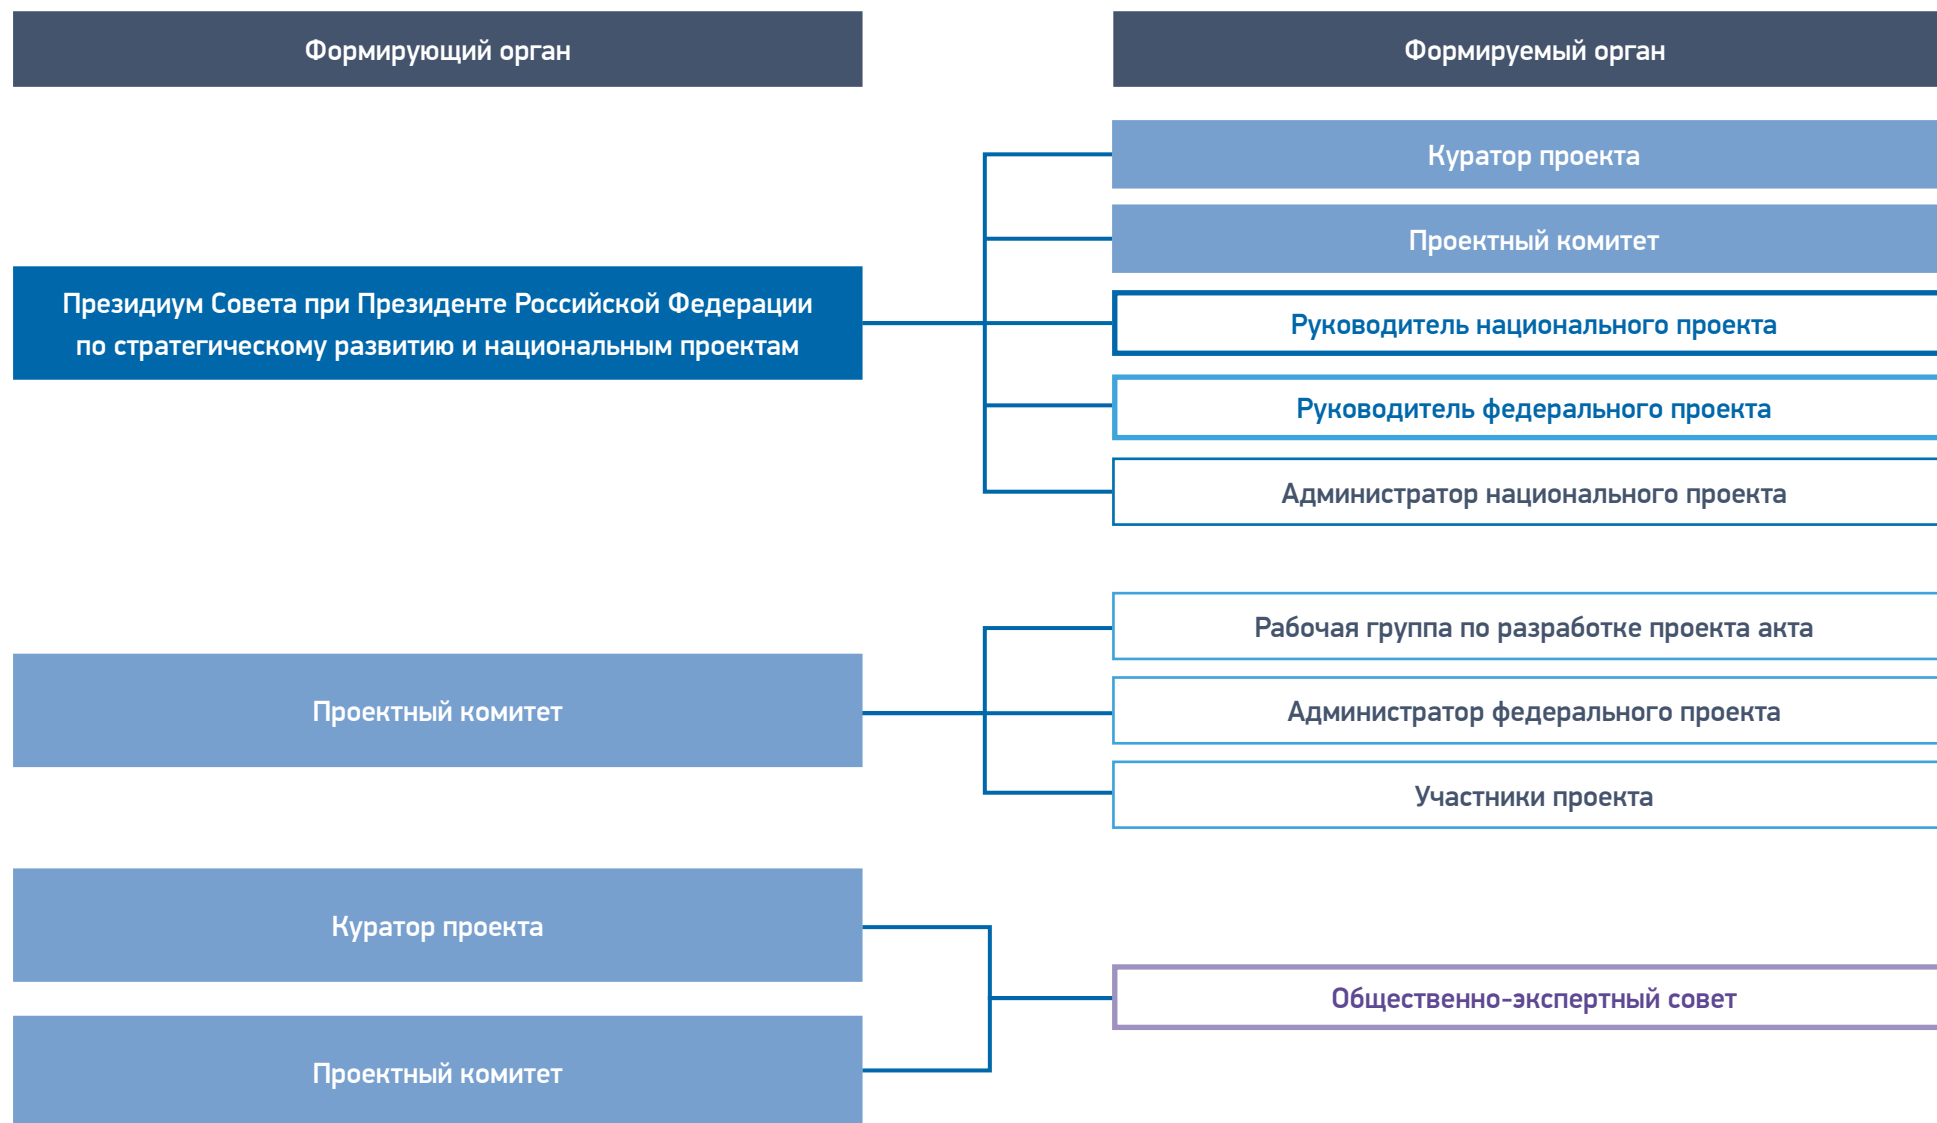 Формирующий орган
Формируемый орган
Куратор проекта
Проектный комитет
Президиум Совета при Президенте Российской Федерации
по стратегическому развитию и национальным проектам
Руководитель национального проекта
Руководитель федерального проекта
Администратор национального проекта
Рабочая группа по разработке проекта акта
Проектный комитет
Администратор федерального проекта
Участники проекта
Куратор проекта
Общественно-экспертный совет
Проектный комитет